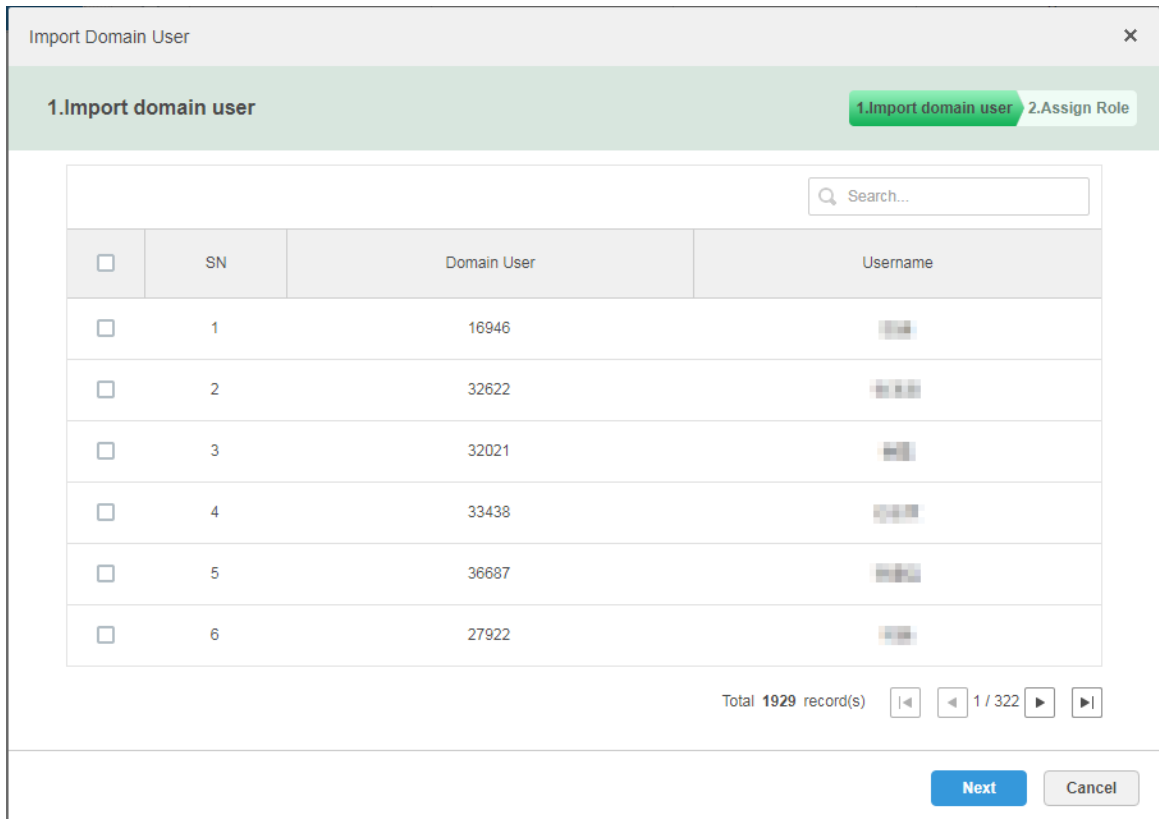 Import Domain User ×
1.Import domain user 1.Import domain user 2.Assign Role
Search...
SN Domain User Username
1 16946
2 32622
3 32021
4 33438
5 36687
6 27922
Total 1929 record(s) 1 / 322
Next Cancel